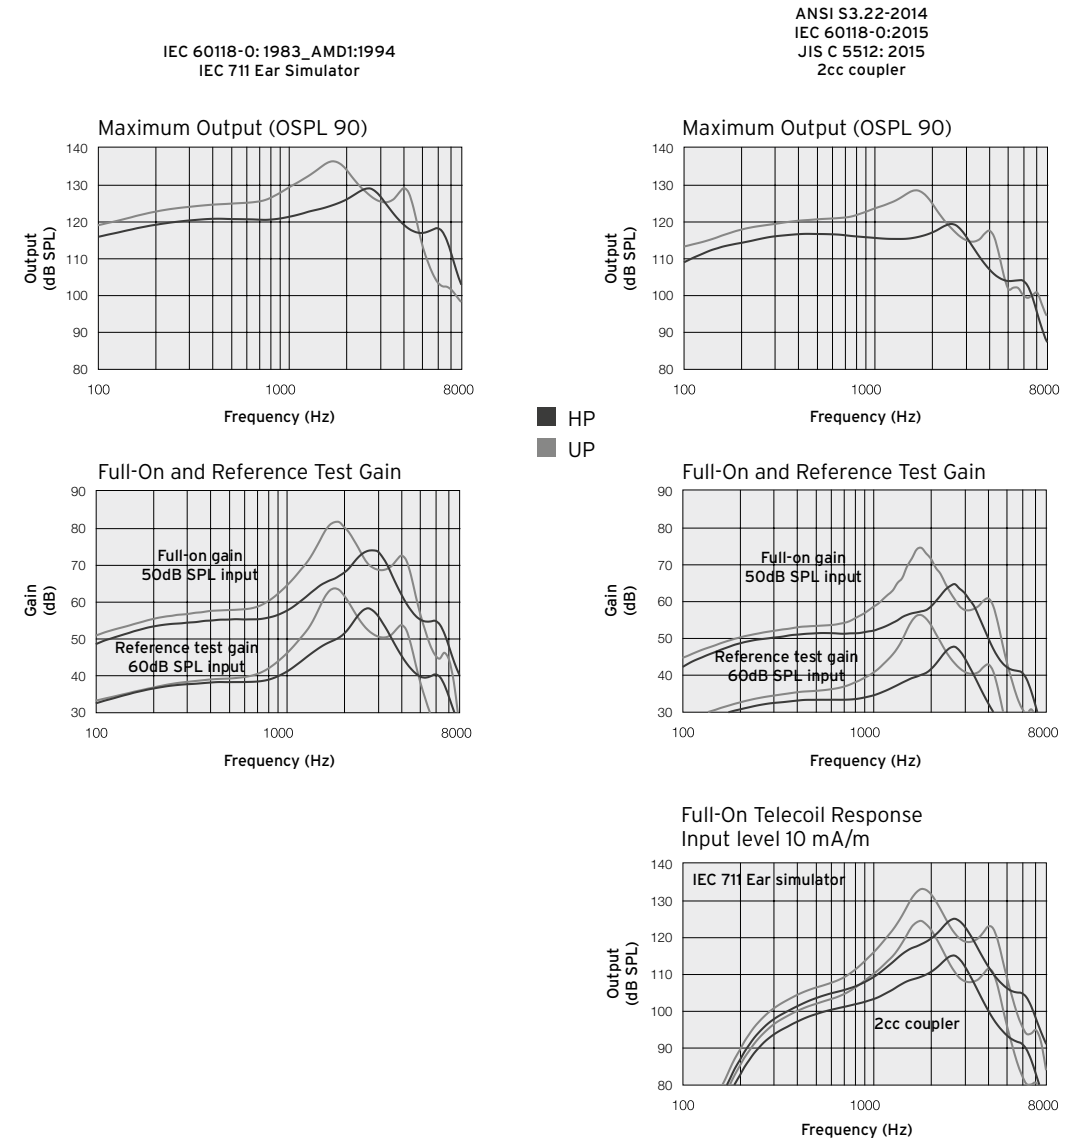 IEC 60118-0: 1983_AMD1:1994
IEC 711 Ear Simulator
ANSI S3.22-2014
IEC 60118-0:2015
JIS C 5512: 2015
2cc coupler
Maximum Output (OSPL 90)
140
130
120
110
100
90
80
Output
(dB SPL)
100
1000
8000
Frequency (Hz)
Maximum Output (OSPL 90)
140
130
120
110
100
90
80
Output
(dB SPL)
100
1000
8000
Frequency (Hz)
HP
UP
Full-On and Reference Test Gain
90
80
70
60
50
40
30
Gain
(dB)
Full-on gain
50dB SPL input
Reference test gain
60dB SPL input
100
1000
8000
Frequency (Hz)
Full-On and Reference Test Gain
90
80
70
60
50
40
30
Gain
(dB)
Full-on gain
50dB SPL input
Reference test gain
60dB SPL input
100
1000
8000
Frequency (Hz)
Full-On Telecoil Response
Input level 10 mA/m
140
130
120
110
100
90
80
Output
(dB SPL)
IEC 711 Ear simulator
2cc coupler
100
1000
8000
Frequency (Hz)